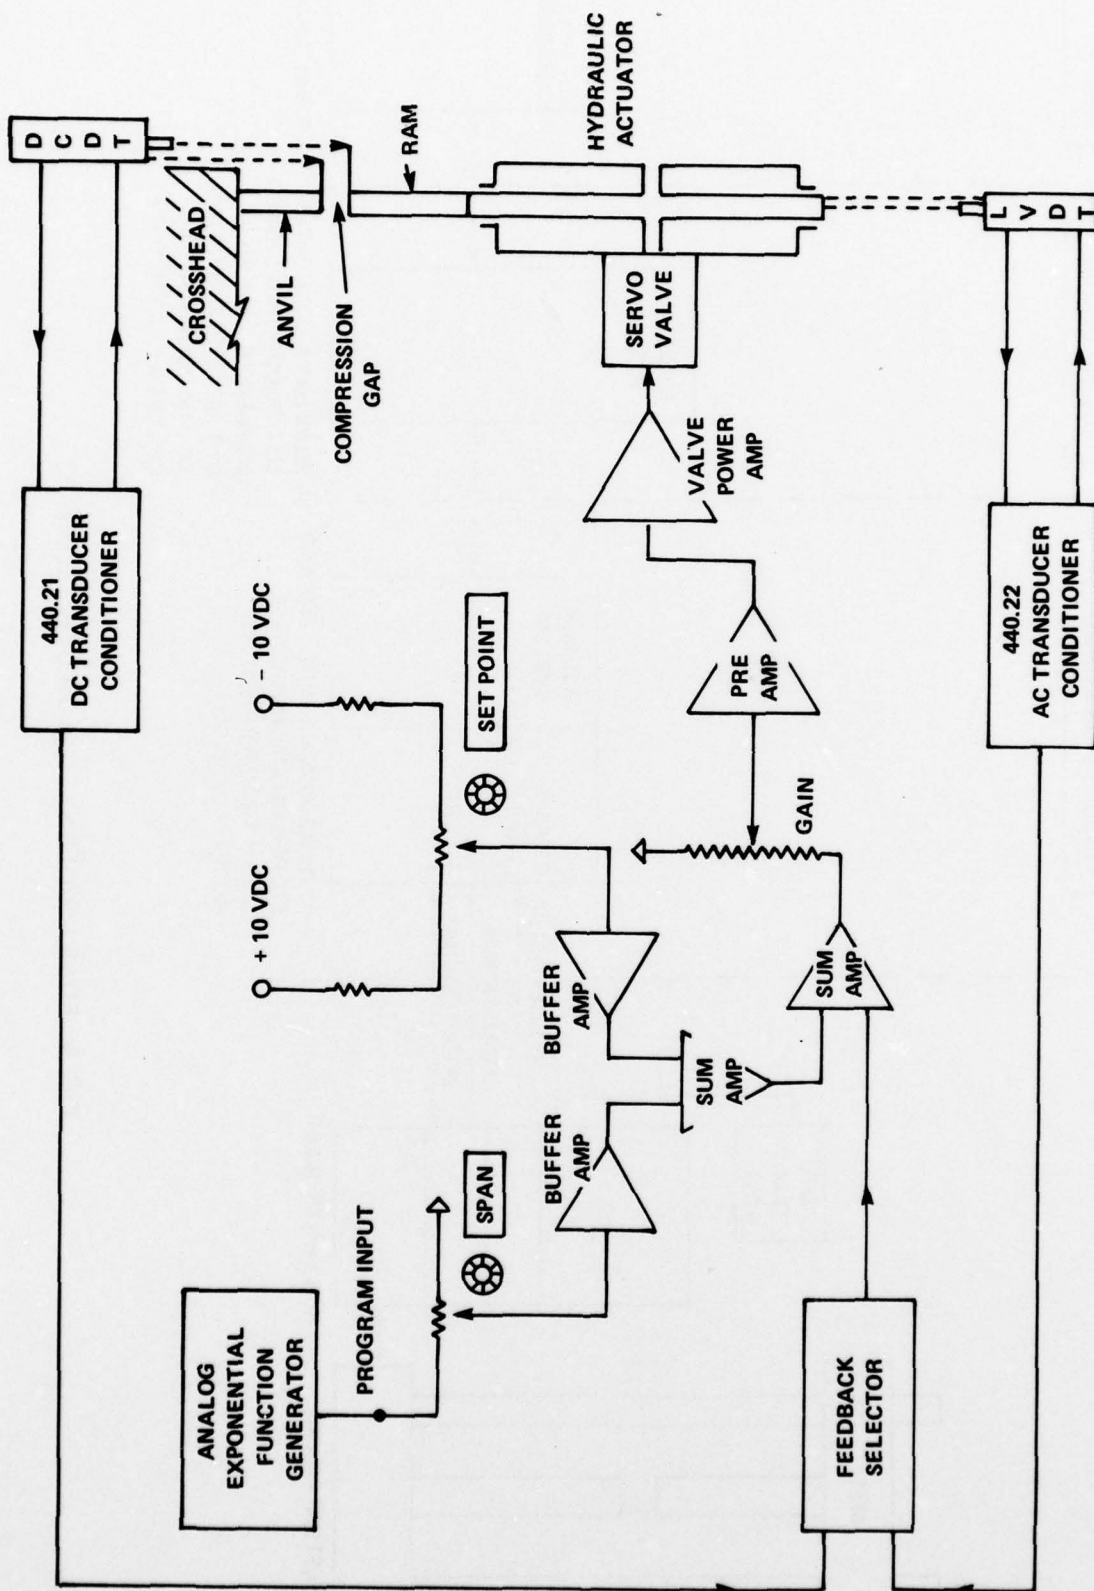 D
C
D
T
CROSSHEAD
ANVIL
COMPRESSION
GAP
RAM
HYDRAULIC
ACTUATOR
440.21
DC TRANSDUCER
CONDITIONER
SERVO
VALVE
L
V
D
T
- 10 VDC
+ 10 VDC
SET POINT
VALVE
POWER
AMP
PRE
AMP
440.22
AC TRANSDUCER
CONDITIONER
GAIN
BUFFER
AMP
SUM
AMP
SUM
AMP
BUFFER
AMP
SPAN
PROGRAM INPUT
ANALOG
EXPONENTIAL
FUNCTION
GENERATOR
FEEDBACK
SELECTOR